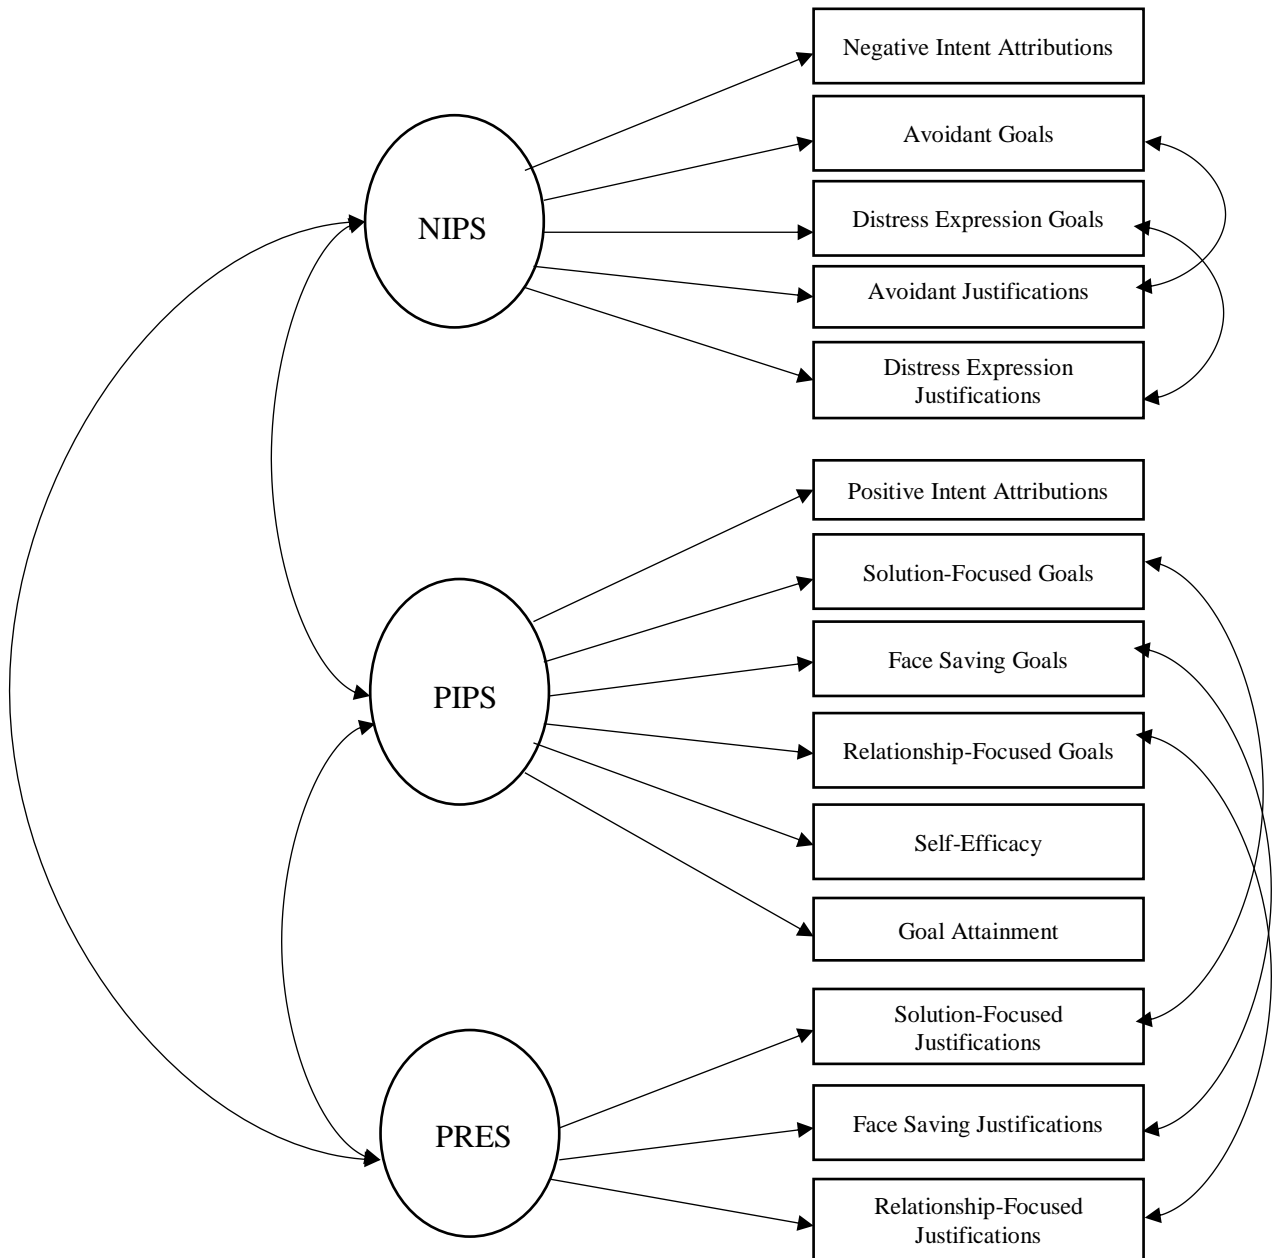 Negative Intent Attributions
Avoidant Goals
NIPS
Distress Expression Goals
Avoidant Justifications
Distress Expression
Justifications
Positive Intent Attributions
Solution-Focused Goals
Face Saving Goals
PIPS
Relationship-Focused Goals
Self-Efficacy
Goal Attainment
Solution-Focused
Justifications
PRES
Face Saving Justifications
Relationship-Focused
Justifications